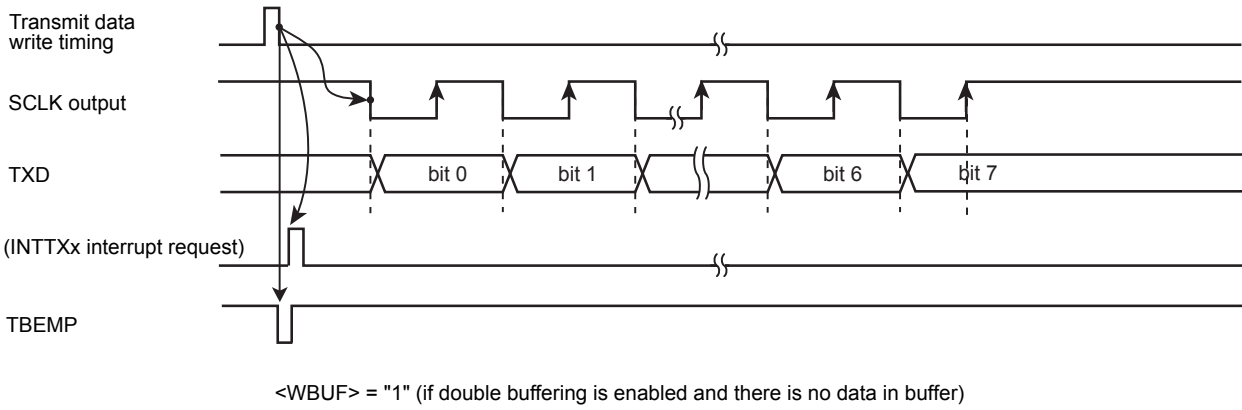 Transmit data
write timing
SCLK output
TXD
bit 0
bit 1
bit 6
bit 7
(INTTXx interrupt request)
TBEMP
<WBUF> = "1" (if double buffering is enabled and there is no data in buffer)